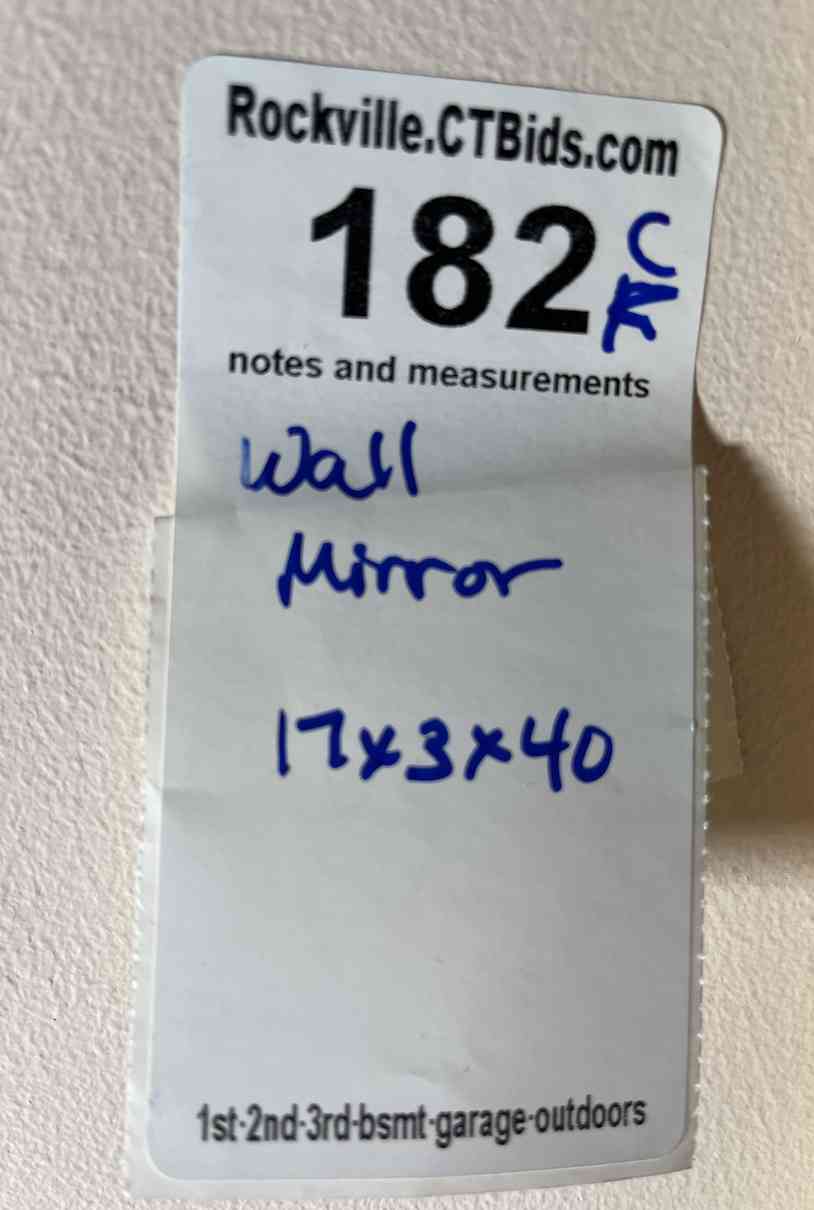 Rockville.CTBids.com
182 C
notes and measurements
Wall
Mirror
17x3x40
1st-2nd-3rd-bsmt-garage-outdoors